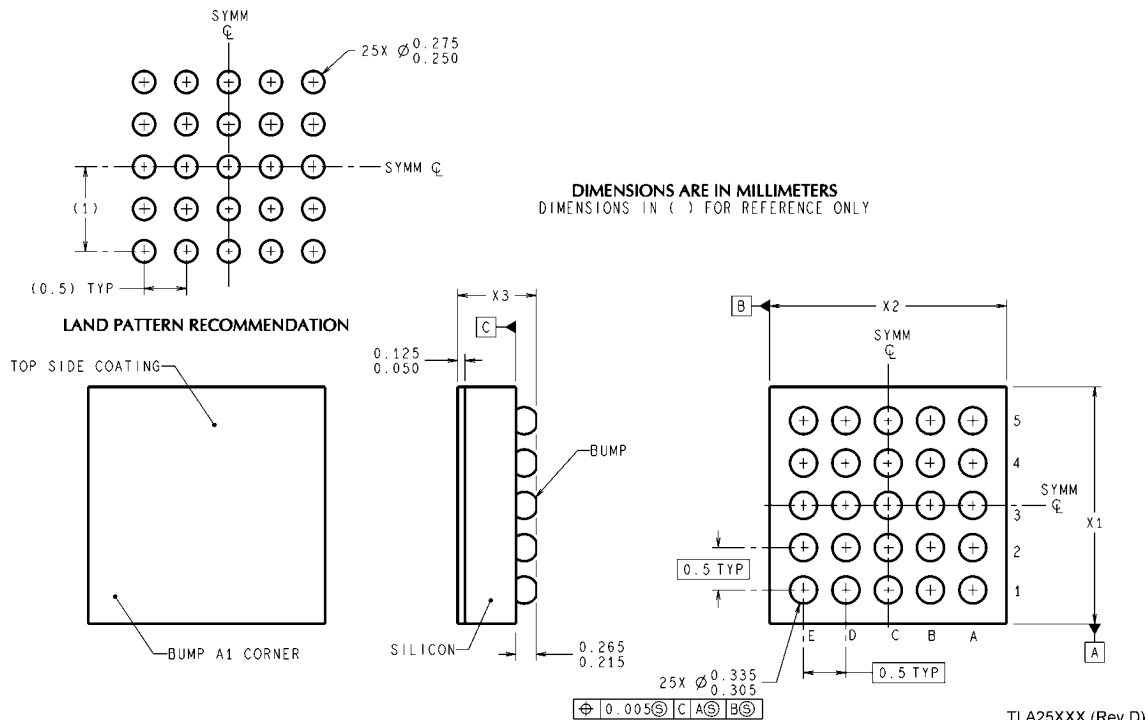 SYMM
℄
25X Ø 0.275
0.250
SYMM ℄
(1)
(0.5) TYP
DIMENSIONS ARE IN MILLIMETERS
DIMENSIONS IN ( ) FOR REFERENCE ONLY
LAND PATTERN RECOMMENDATION
X3
C
B
X2
SYMM
℄
0.125
0.050
TOP SIDE COATING
BUMP
5
4
3
2
1
SYMM
℄
X1
0.5 TYP
BUMP A1 CORNER
SILICON
0.265
0.215
E D C B A
A
0.5 TYP
25X Ø 0.335
0.305
⌖ 0.005Ⓢ C AⓈ BⓈ
TLA25XXX (Rev D)